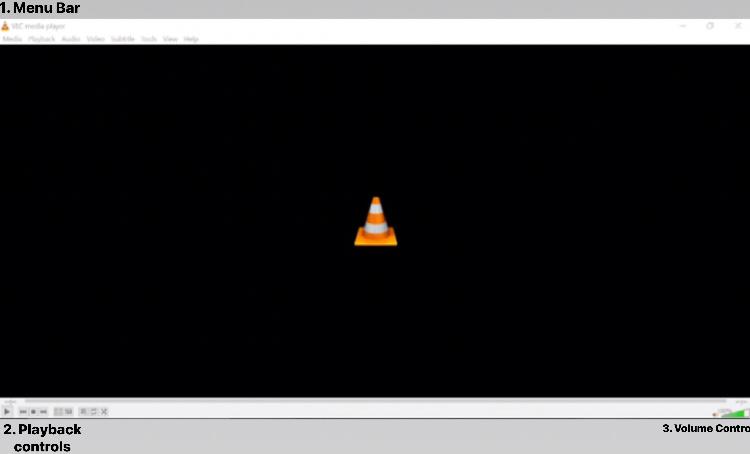 1. Menu Bar
VLC media player
Media Playback Audio Video Subtitle Tools View Help
2. Playback
controls
3. Volume Contro